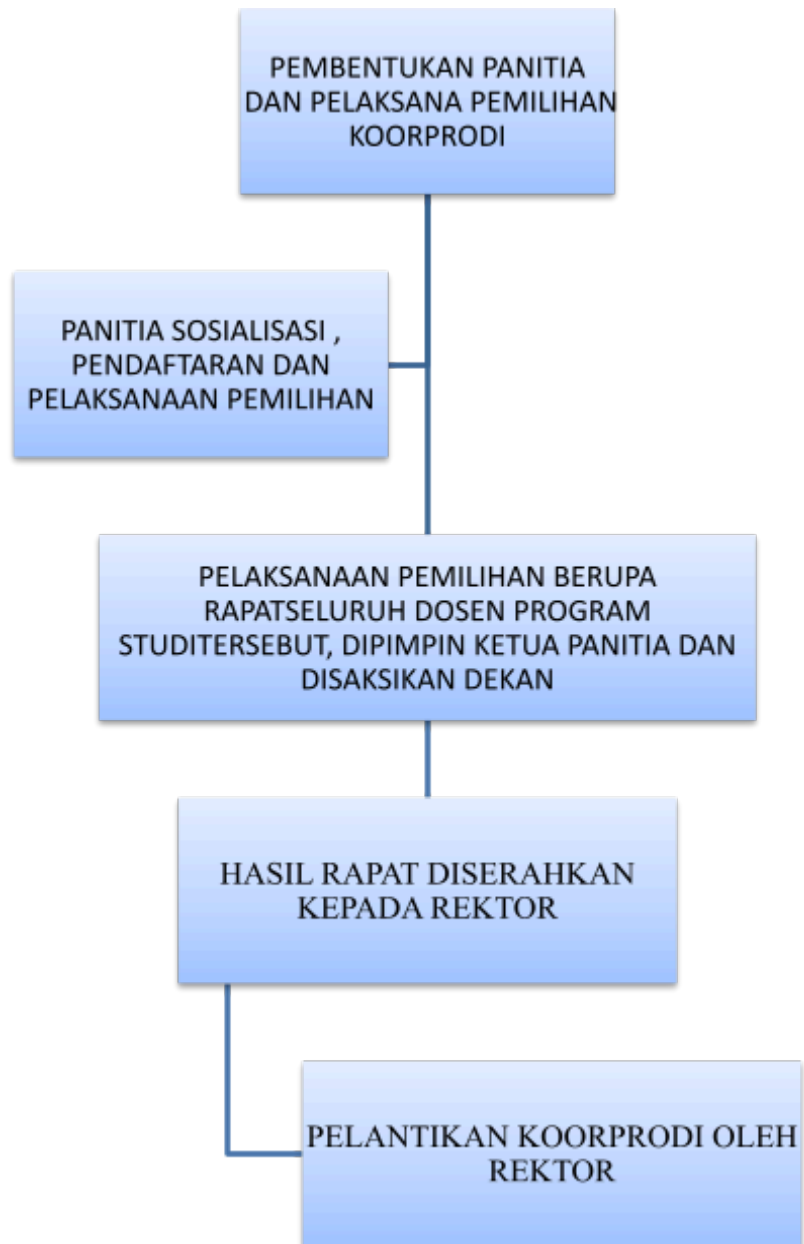 PEMBENTUKAN PANITIA
DAN PELAKSANA PEMILIHAN
KOORPRODI
PANITIA SOSIALISASI ,
PENDAFTARAN DAN
PELAKSANAAN PEMILIHAN
PELAKSANAAN PEMILIHAN BERUPA
RAPATSELURUH DOSEN PROGRAM
STUDITERSEBUT, DIPIMPIN KETUA PANITIA DAN
DISAKSIKAN DEKAN
HASIL RAPAT DISERAHKAN
KEPADA REKTOR
PELANTIKAN KOORPRODI OLEH
REKTOR